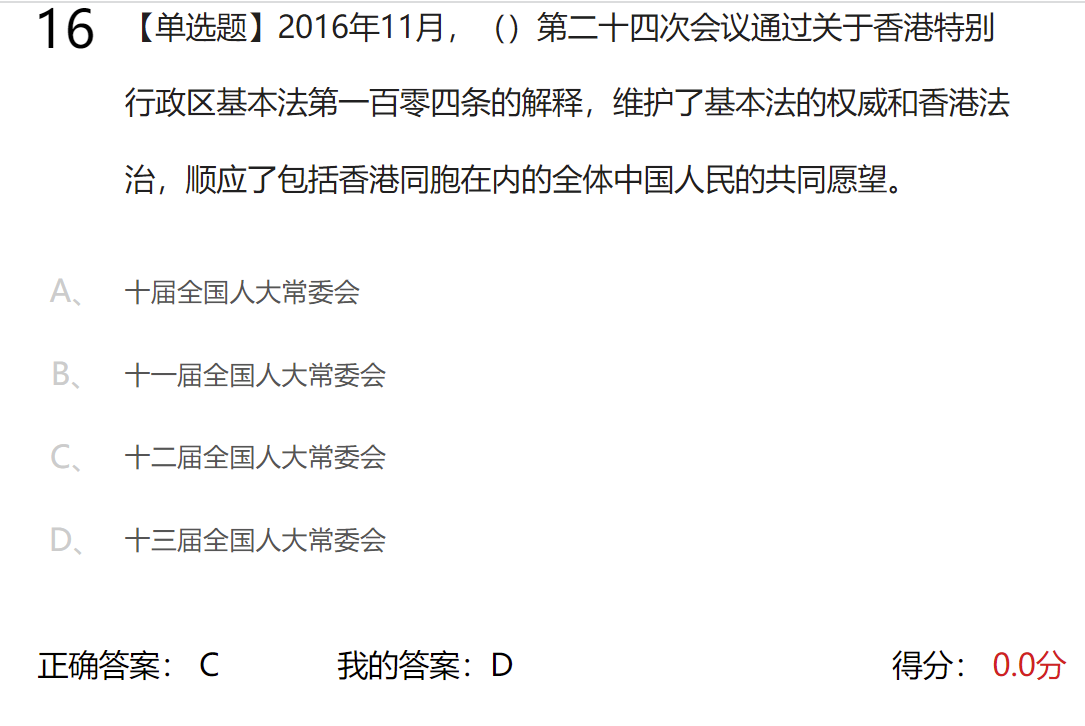 16 【单选题】2016年11月，（）第二十四次会议通过关于香港特别
行政区基本法第一百零四条的解释，维护了基本法的权威和香港法
治，顺应了包括香港同胞在内的全体中国人民的共同愿望。
A、 十届全国人大常委会
B、 十一届全国人大常委会
C、 十二届全国人大常委会
D、 十三届全国人大常委会
正确答案： C 我的答案：D 得分： 0.0分